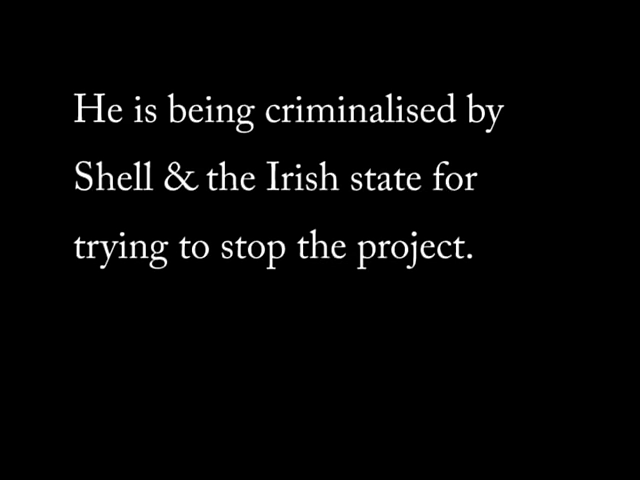 He is being criminalised by
Shell & the Irish state for
trying to stop the project.